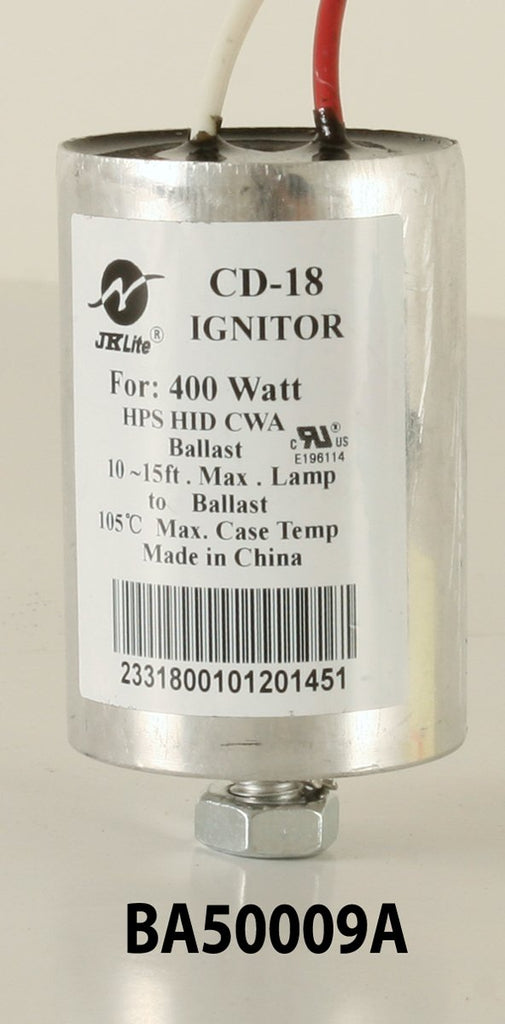 CD-18
IGNITOR
JKLite®
For: 400 Watt
HPS HID CWA
Ballast
c RU® US
E196114
10~15ft . Max . Lamp
to Ballast
105℃ Max. Case Temp
Made in China
2331800101201451
BA50009A